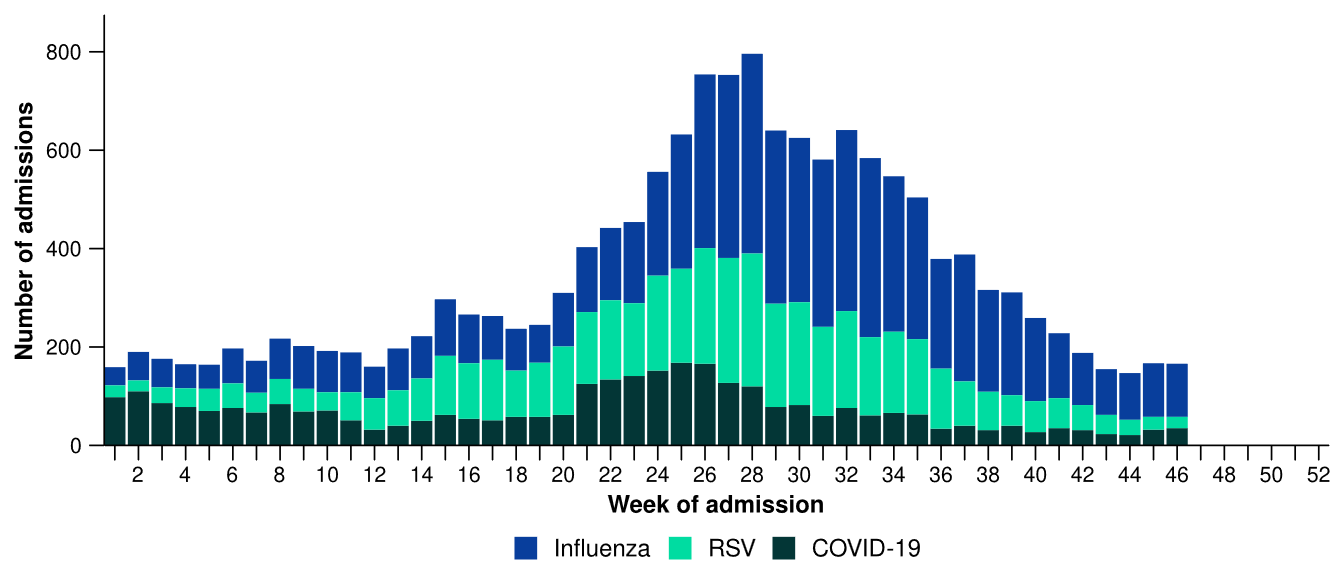 Number of admissions
800
600
400
200
0
2 4 6 8 10 12 14 16 18 20 22 24 26 28 30 32 34 36 38 40 42 44 46 48 50 52
Week of admission
Influenza RSV COVID-19